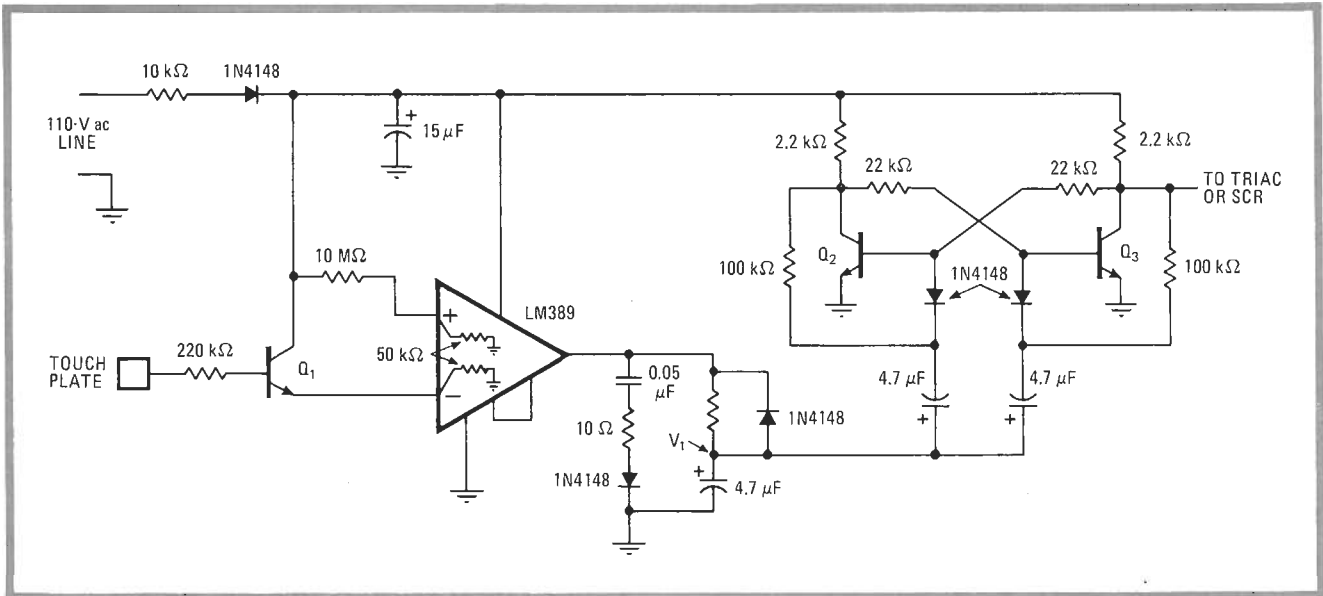 10 kΩ
1N4148
110-V ac
LINE
+
15 μF
2.2 kΩ
2.2 kΩ
22 kΩ
22 kΩ
TO TRIAC
OR SCR
10 MΩ
LM389
+
50 kΩ
−
TOUCH
PLATE
220 kΩ
Q1
100 kΩ
Q2
1N4148
Q3
100 kΩ
0.05
μF
10 Ω
1N4148
1N4148
V1
+
4.7 μF
4.7 μF
+
4.7 μF
+